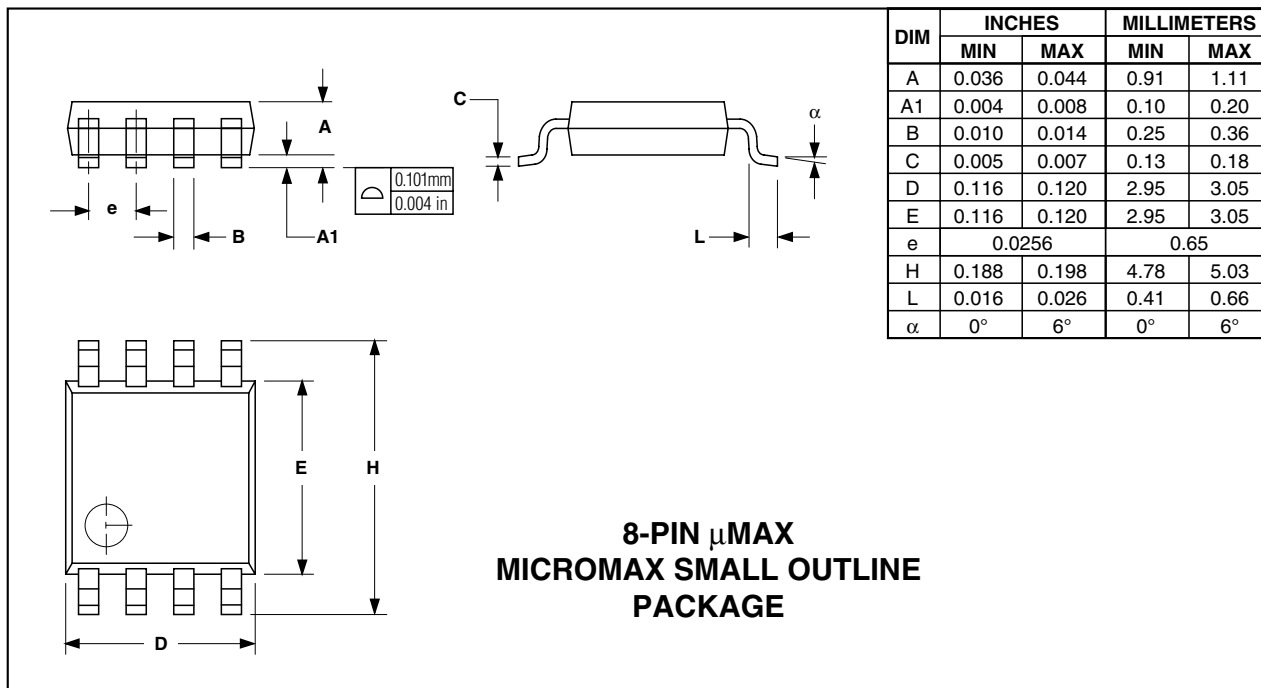 DIM INCHES MILLIMETERS
MIN MAX MIN MAX
A 0.036 0.044 0.91 1.11
A1 0.004 0.008 0.10 0.20
B 0.010 0.014 0.25 0.36
C 0.005 0.007 0.13 0.18
D 0.116 0.120 2.95 3.05
E 0.116 0.120 2.95 3.05
e 0.0256 0.65
H 0.188 0.198 4.78 5.03
L 0.016 0.026 0.41 0.66
α 0° 6° 0° 6°
A
e
B
A1
0.101mm
0.004 in
C
α
L
E
H
D
8-PIN μMAX
MICROMAX SMALL OUTLINE
PACKAGE